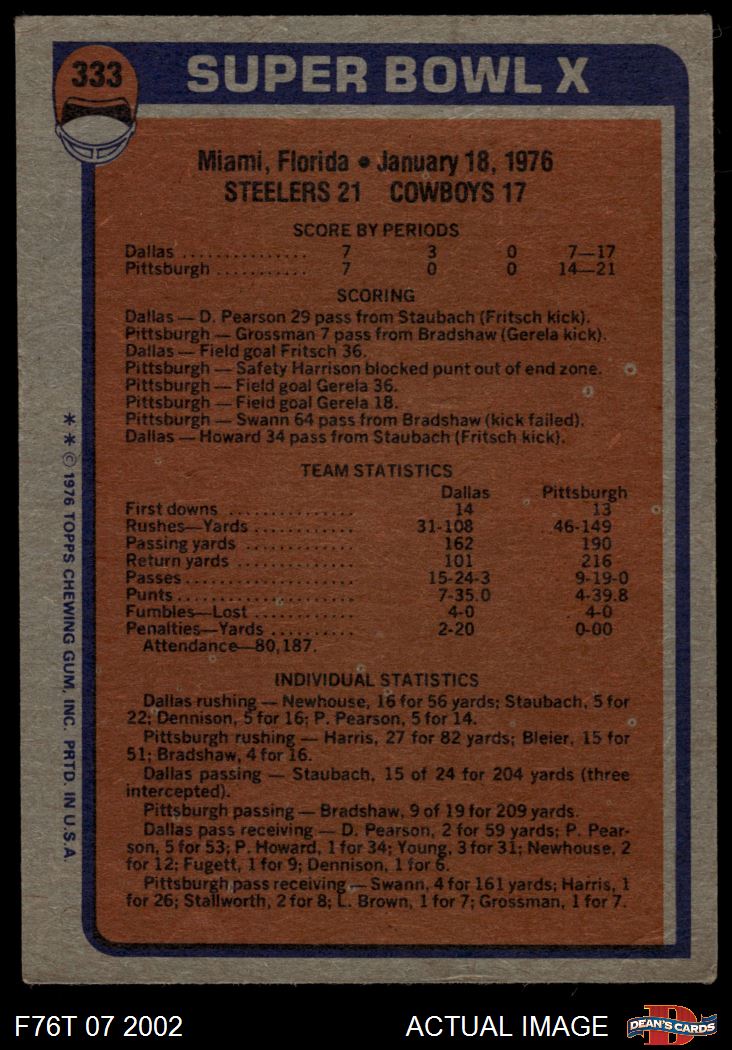 333
SUPER BOWL X
Miami, Florida • January 18, 1976
STEELERS 21 COWBOYS 17
SCORE BY PERIODS
Dallas ............... 7 3 0 7—17
Pittsburgh ........... 7 0 0 14—21
SCORING
Dallas — D. Pearson 29 pass from Staubach (Fritsch kick).
Pittsburgh — Grossman 7 pass from Bradshaw (Gerela kick).
Dallas — Field goal Fritsch 36.
Pittsburgh — Safety Harrison blocked punt out of end zone.
Pittsburgh — Field goal Gerela 36.
Pittsburgh — Field goal Gerela 18.
Pittsburgh — Swann 64 pass from Bradshaw (kick failed).
Dallas — Howard 34 pass from Staubach (Fritsch kick).
TEAM STATISTICS
Dallas Pittsburgh
First downs ............... 14 13
Rushes—Yards ............ 31-108 46-149
Passing yards ............. 162 190
Return yards .............. 101 216
Passes..................... 15-24-3 9-19-0
Punts...................... 7-35.0 4-39.8
Fumbles—Lost ............ 4-0 4-0
Penalties—Yards .......... 2-20 0-00
Attendance—80,187.
INDIVIDUAL STATISTICS
Dallas rushing — Newhouse, 16 for 56 yards; Staubach, 5 for
22; Dennison, 5 for 16; P. Pearson, 5 for 14.
Pittsburgh rushing — Harris, 27 for 82 yards; Bleier, 15 for
51; Bradshaw, 4 for 16.
Dallas passing — Staubach, 15 of 24 for 204 yards (three
intercepted).
Pittsburgh passing — Bradshaw, 9 of 19 for 209 yards.
Dallas pass receiving — D. Pearson, 2 for 59 yards; P. Pear-
son, 5 for 53; P. Howard, 1 for 34; Young, 3 for 31; Newhouse, 2
for 12; Fugett, 1 for 9; Dennison, 1 for 6.
Pittsburgh pass receiving — Swann, 4 for 161 yards; Harris, 1
for 26; Stallworth, 2 for 8; L. Brown, 1 for 7; Grossman, 1 for 7.
* * © 1976 TOPPS CHEWING GUM, INC. PRTD. IN U.S.A.
F76T 07 2002
ACTUAL IMAGE
D
DEAN'S CARDS